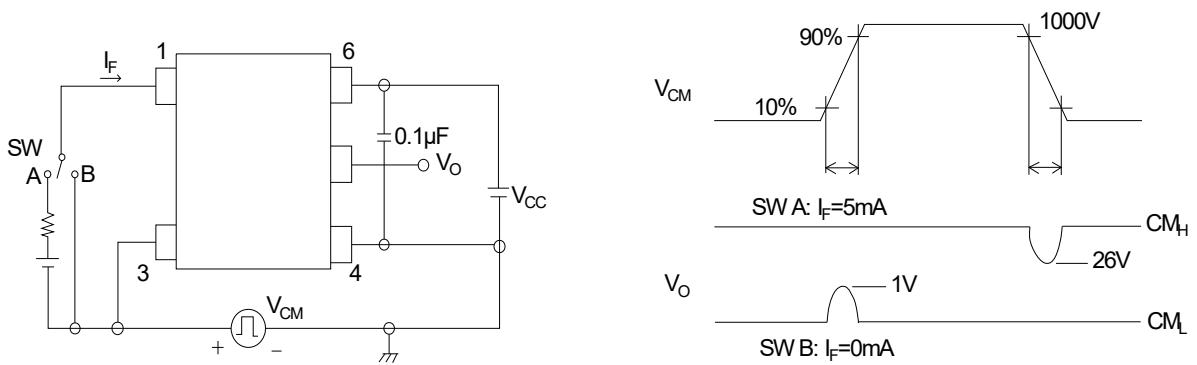 1
6
I_F
SW
A
B
0.1μF
V_O
V_CC
3
4
V_CM
+
−
90%
1000V
V_CM
10%
SW A: I_F=5mA
CM_H
26V
V_O
1V
CM_L
SW B: I_F=0mA